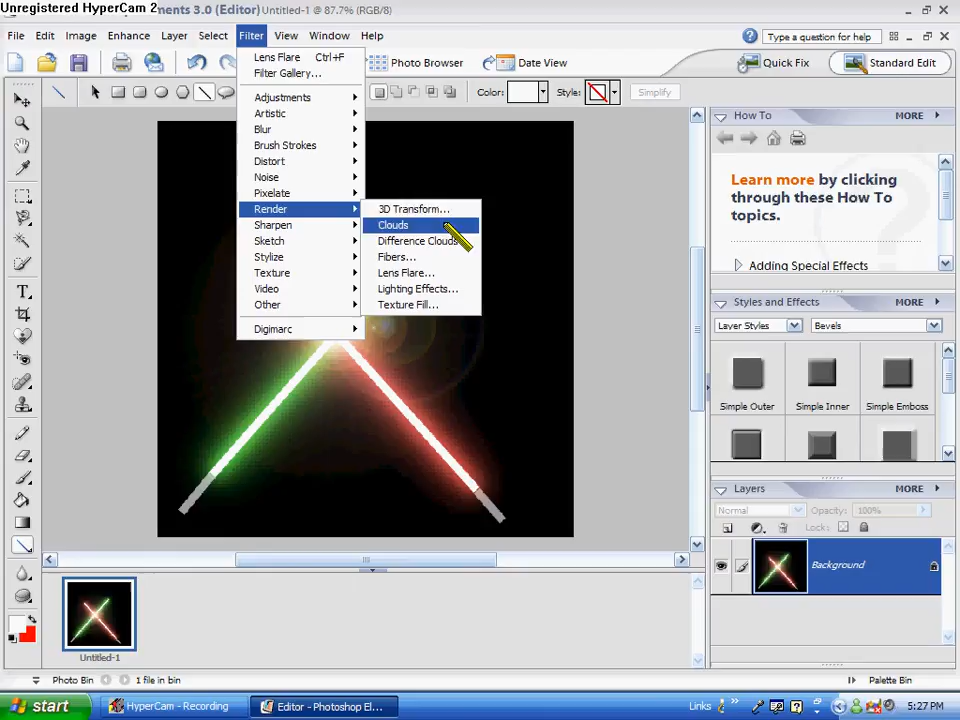 Unregistered HyperCam 2
ements 3.0 (Editor) Untitled-1 @ 87.7% (RGB/8)
File Edit Image Enhance Layer Select Filter View Window Help
Type a question for help
Photo Browser
Date View
Quick Fix
Standard Edit
Color:
Style:
Simplify
Lens Flare Ctrl+F
Filter Gallery...
Adjustments
Artistic
Blur
Brush Strokes
Distort
Noise
Pixelate
Render
Sharpen
Sketch
Stylize
Texture
Video
Other
Digimarc
3D Transform...
Clouds
Difference Clouds
Fibers...
Lens Flare...
Lighting Effects...
Texture Fill...
How To
MORE
Learn more by clicking
through these How To
topics.
Adding Special Effects
Styles and Effects
Layer Styles
Bevels
Simple Outer
Simple Inner
Simple Emboss
Layers
MORE
Normal
Opacity: 100%
Lock:
Background
Untitled-1
Photo Bin
1 file in bin
Palette Bin
start
HyperCam - Recording
Editor - Photoshop El...
Links
5:27 PM